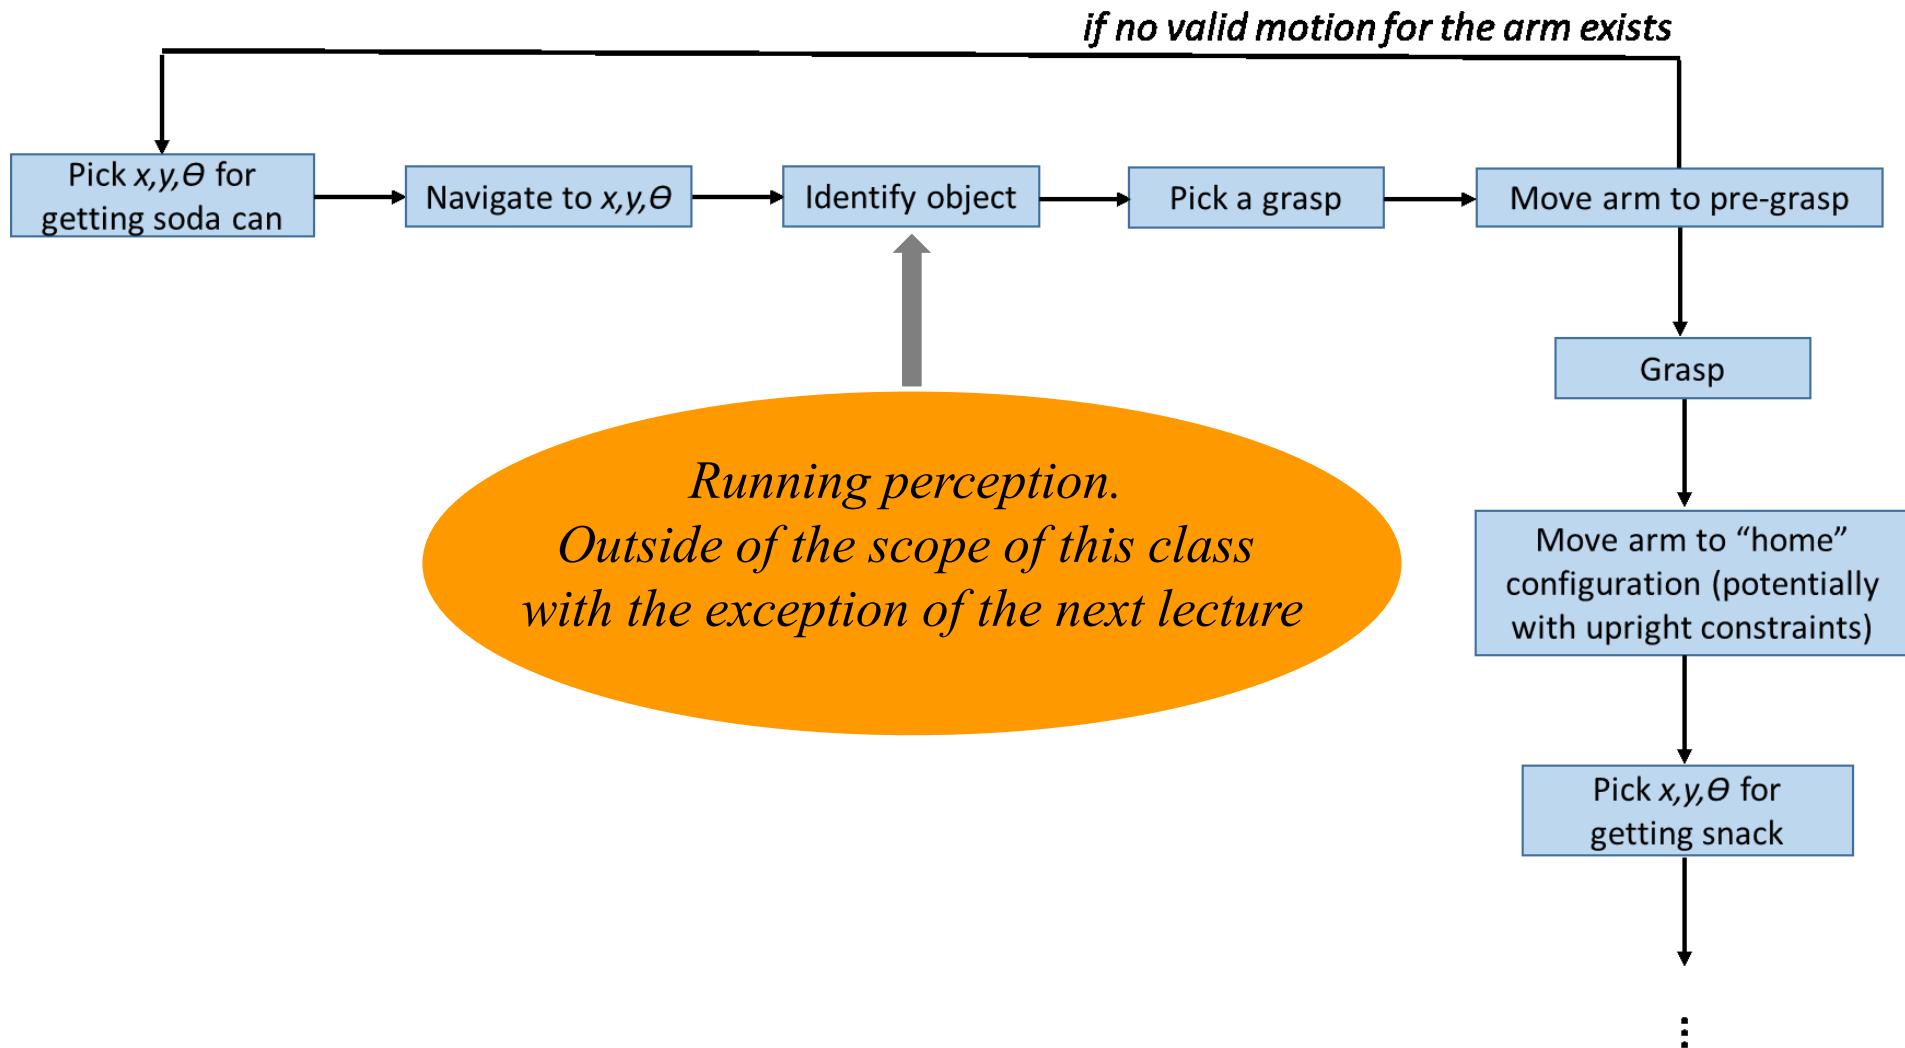 if no valid motion for the arm exists
Pick x,y,ϴ for
getting soda can
Navigate to x,y,ϴ
Identify object
Pick a grasp
Move arm to pre-grasp
Grasp
Running perception.
Outside of the scope of this class
with the exception of the next lecture
Move arm to “home”
configuration (potentially
with upright constraints)
Pick x,y,ϴ for
getting snack
⋮